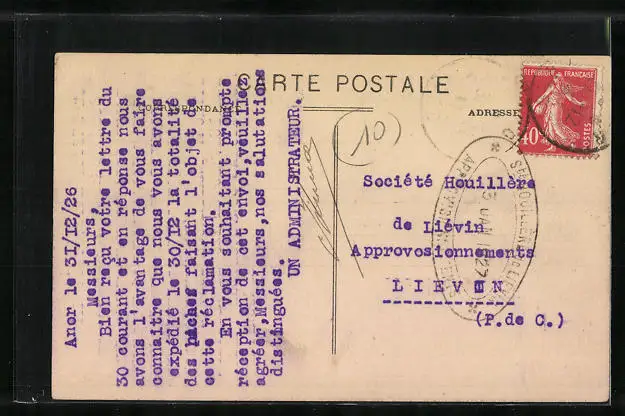 CARTE POSTALE
CORRESPONDANCE
ADRESSE
RÉPUBLIQUE FRANÇAISE
40
POSTES
(10)
Anor le 31/12/26
Messieurs,
Bien reçu votre lettre du
30 courant et en réponse nous
avons l'avantage de vous faire
connaitre que nous vous avons
expédié le 30/12 la totalité
des haches faisant l'objet de
cette réclamation.
En vous souhaitant prompte
réception de cet envoi,veuillez
agréer,Messieurs,nos salutations
distinguées.
UN ADMINISTRATEUR.
Société Houillère
de Liévin
Approvosionnements
LIEVIN
(P.de C.)